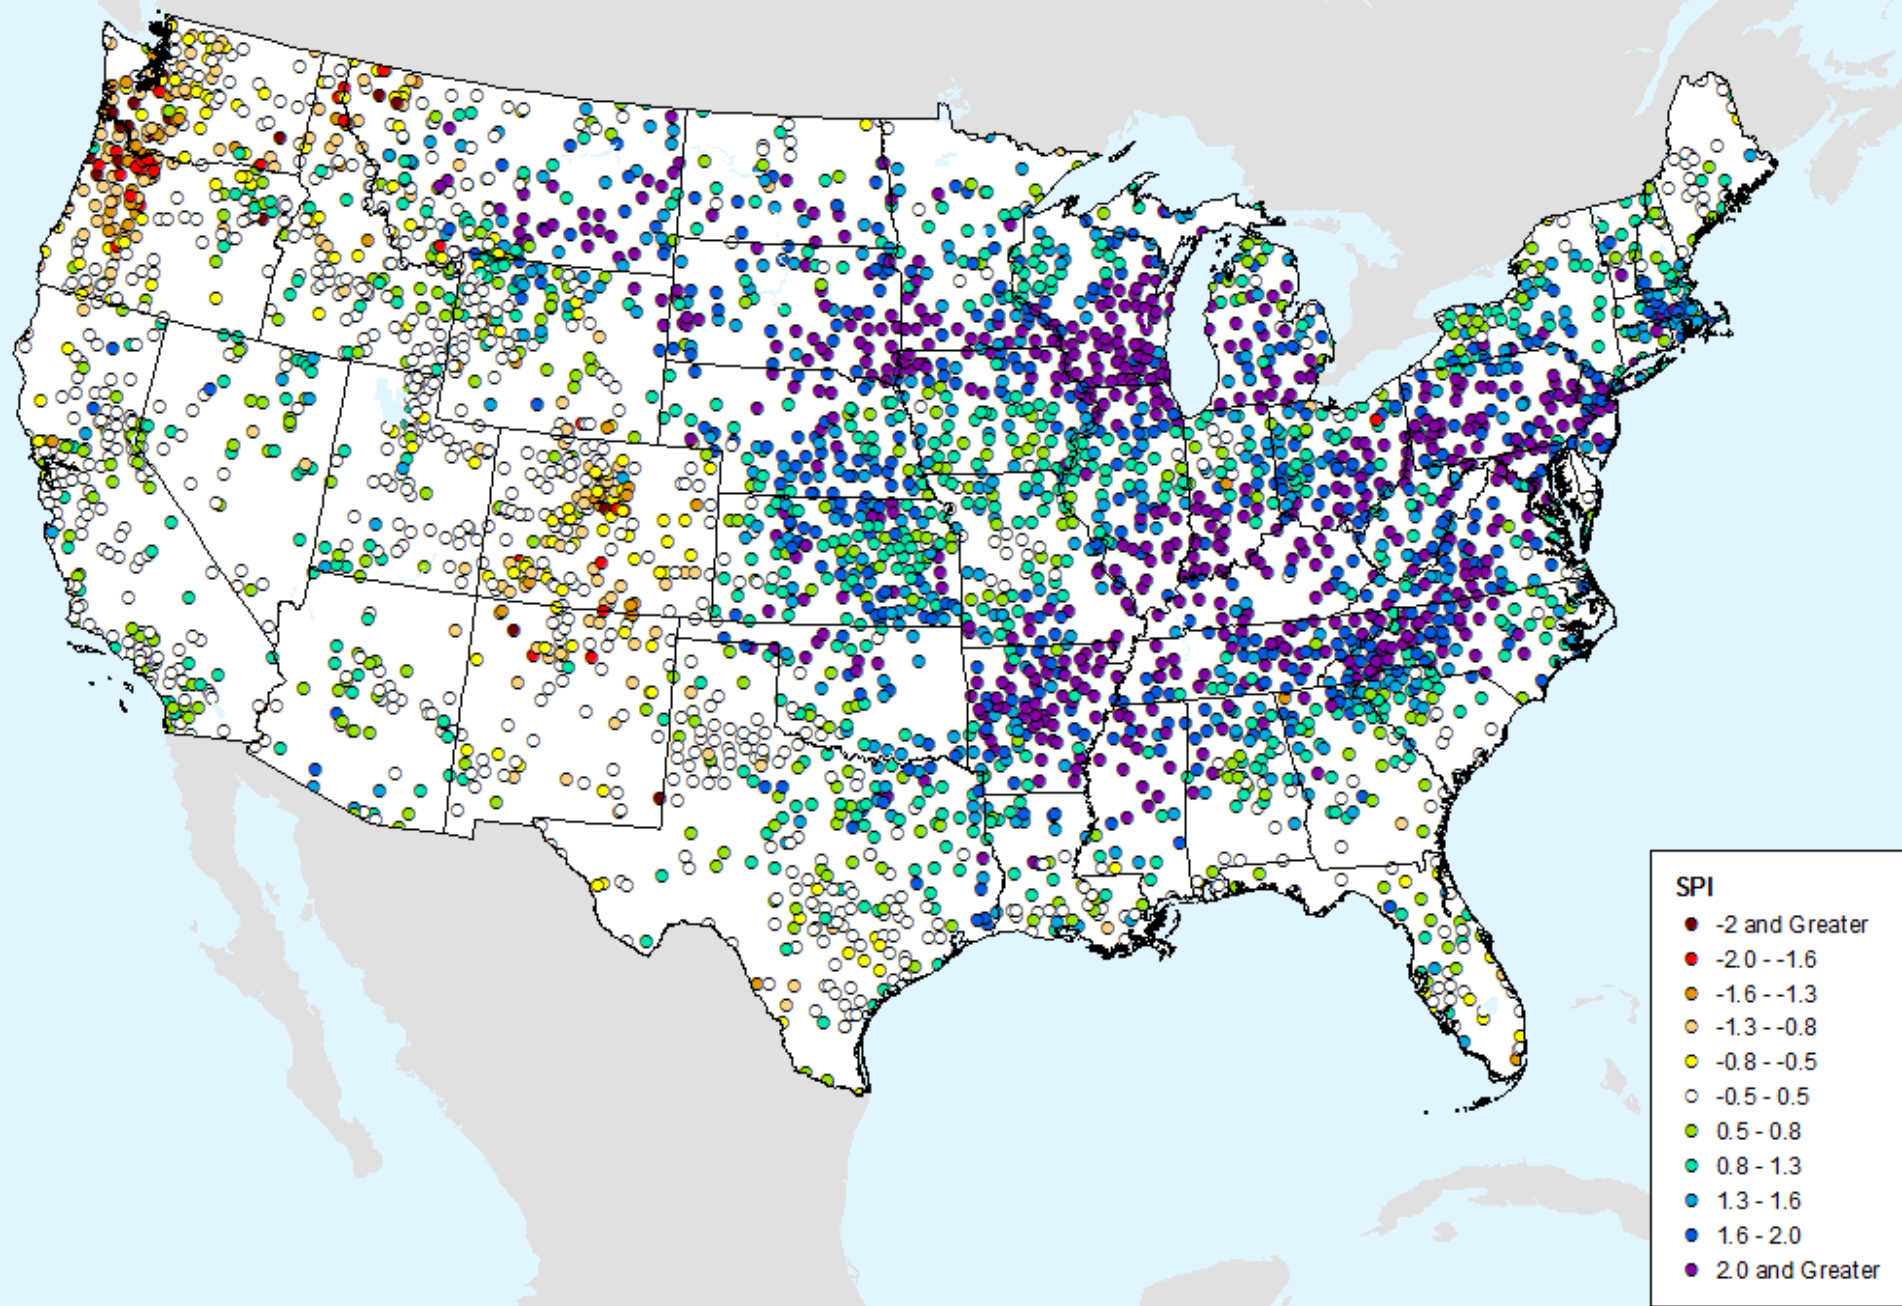 SPI
-2 and Greater
-2.0 - -1.6
-1.6 - -1.3
-1.3 - -0.8
-0.8 - -0.5
-0.5 - 0.5
0.5 - 0.8
0.8 - 1.3
1.3 - 1.6
1.6 - 2.0
2.0 and Greater